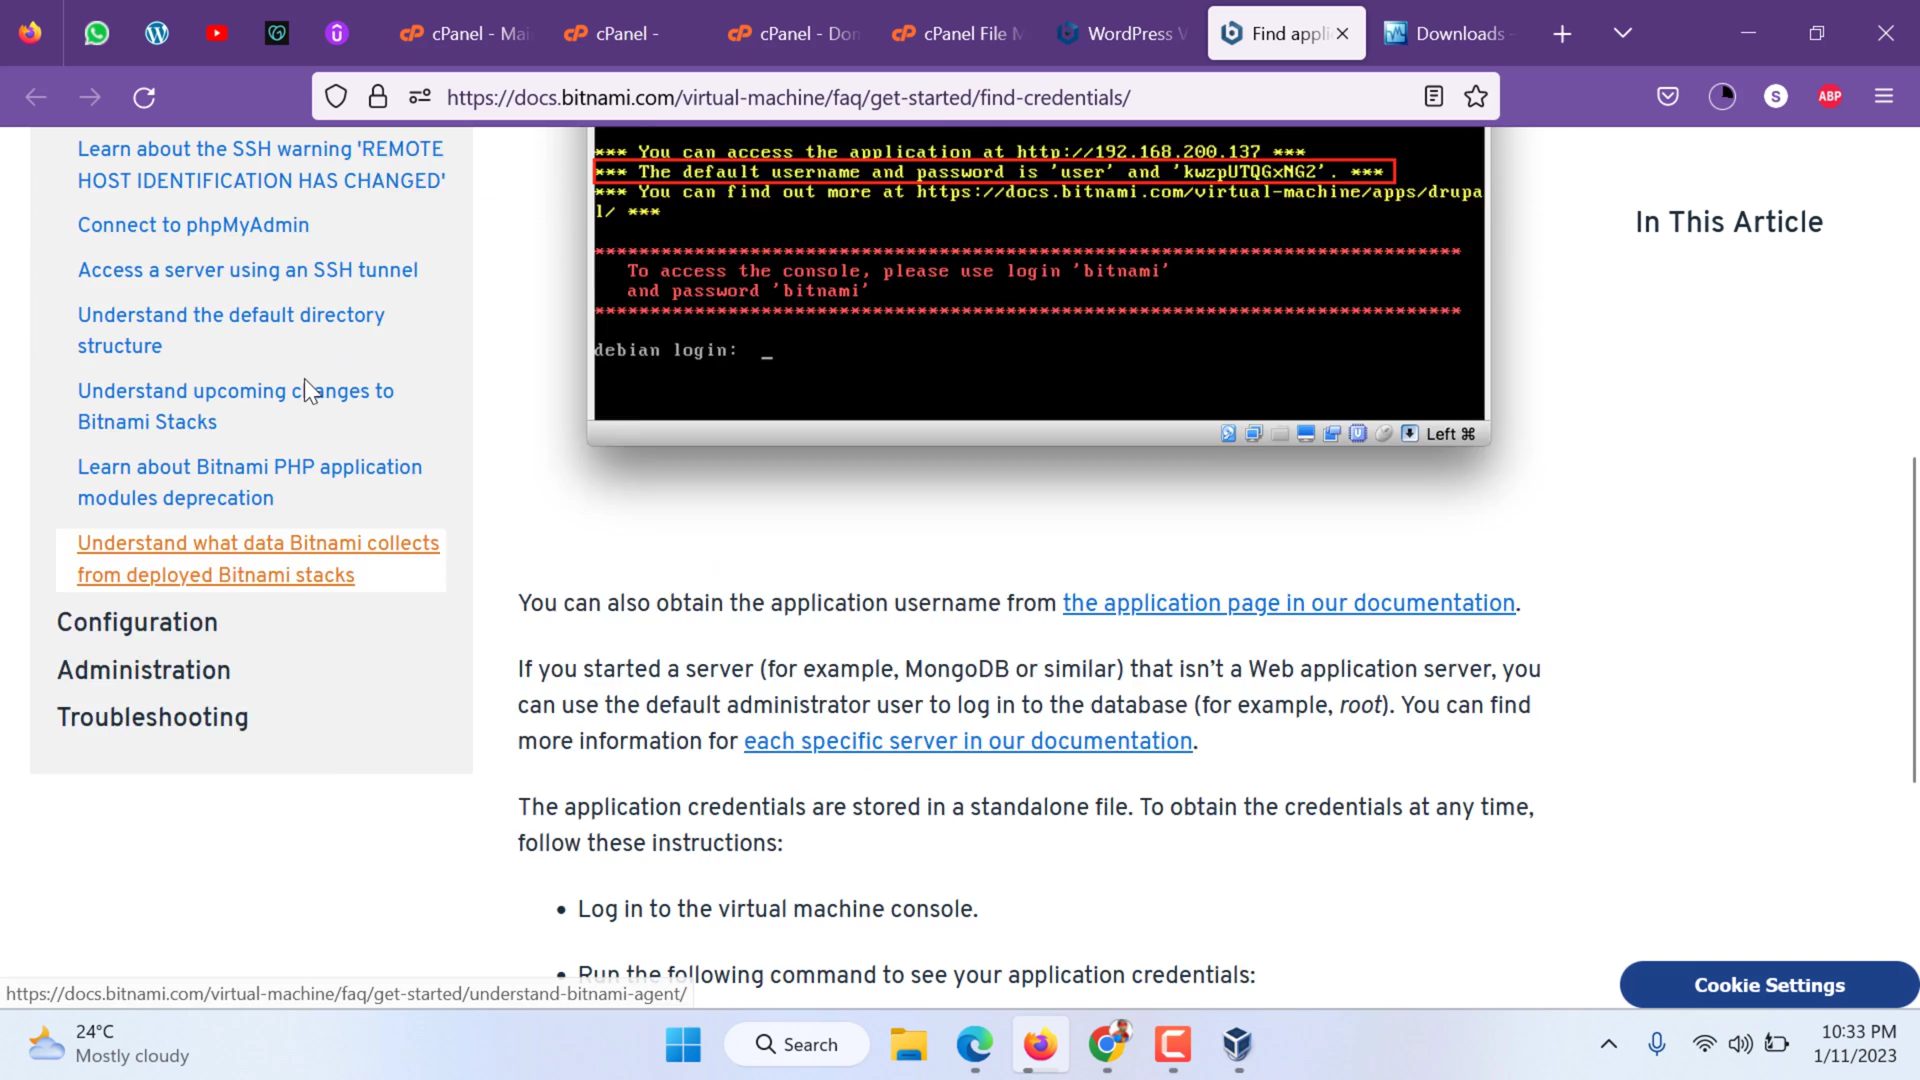 cPanel - Mai
cPanel -
cPanel - Dor
cPanel File M
WordPress V
Find appli
Downloads -
https://docs.bitnami.com/virtual-machine/faq/get-started/find-credentials/
S
ABP
Learn about the SSH warning 'REMOTE
HOST IDENTIFICATION HAS CHANGED'
Connect to phpMyAdmin
Access a server using an SSH tunnel
Understand the default directory
structure
Understand upcoming changes to
Bitnami Stacks
Learn about Bitnami PHP application
modules deprecation
Understand what data Bitnami collects
from deployed Bitnami stacks
Configuration
Administration
Troubleshooting
*** You can access the application at http://192.168.200.137 ***
*** The default username and password is 'user' and 'kwzpUTQGxNG2'. ***
*** You can find out more at https://docs.bitnami.com/virtual-machine/apps/drupa
l/ ***
To access the console, please use login 'bitnami'
and password 'bitnami'
debian login: _
Left ⌘
You can also obtain the application username from the application page in our documentation.
If you started a server (for example, MongoDB or similar) that isn't a Web application server, you
can use the default administrator user to log in to the database (for example, root). You can find
more information for each specific server in our documentation.
The application credentials are stored in a standalone file. To obtain the credentials at any time,
follow these instructions:
• Log in to the virtual machine console.
• Run the following command to see your application credentials:
In This Article
Cookie Settings
https://docs.bitnami.com/virtual-machine/faq/get-started/understand-bitnami-agent/
24°C
Mostly cloudy
Search
10:33 PM
1/11/2023